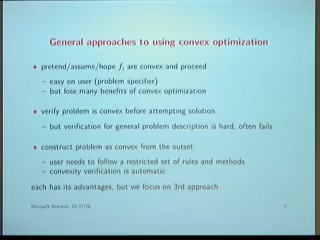 General approaches to using convex optimization
• pretend/assume/hope fᵢ are convex and proceed
– easy on user (problem specifier)
– but lose many benefits of convex optimization
• verify problem is convex before attempting solution
– but verification for general problem description is hard, often fails
• construct problem as convex from the outset
– user needs to follow a restricted set of rules and methods
– convexity verification is automatic
each has its advantages, but we focus on 3rd approach
Microsoft Research, 10/17/06